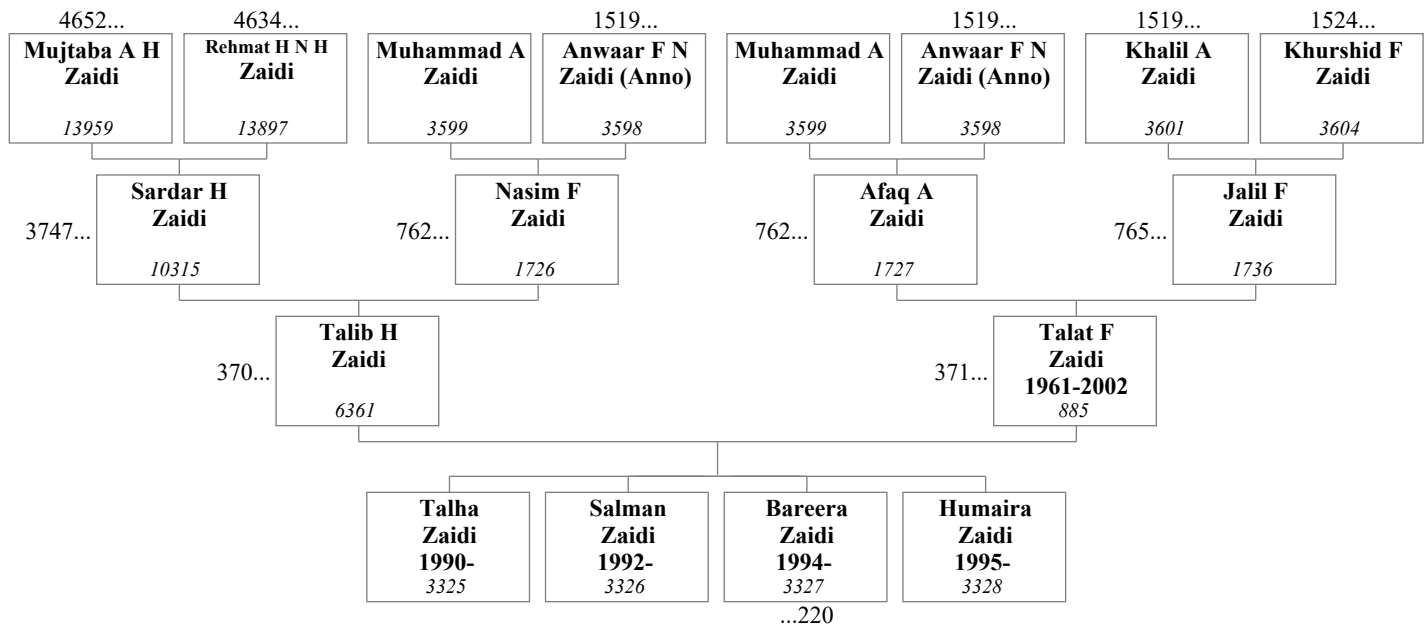 4652...
4634...
1519...
1519...
1519...
1524...
Mujtaba A H
Zaidi
13959
Rehmat H N H
Zaidi
13897
Muhammad A
Zaidi
3599
Anwaar F N
Zaidi (Anno)
3598
Muhammad A
Zaidi
3599
Anwaar F N
Zaidi (Anno)
3598
Khalil A
Zaidi
3601
Khurshid F
Zaidi
3604
3747...
Sardar H
Zaidi
10315
762...
Nasim F
Zaidi
1726
762...
Afaq A
Zaidi
1727
765...
Jalil F
Zaidi
1736
370...
Talib H
Zaidi
6361
371...
Talat F
Zaidi
1961-2002
885
Talha
Zaidi
1990-
3325
Salman
Zaidi
1992-
3326
Bareera
Zaidi
1994-
3327
Humaira
Zaidi
1995-
3328
...220